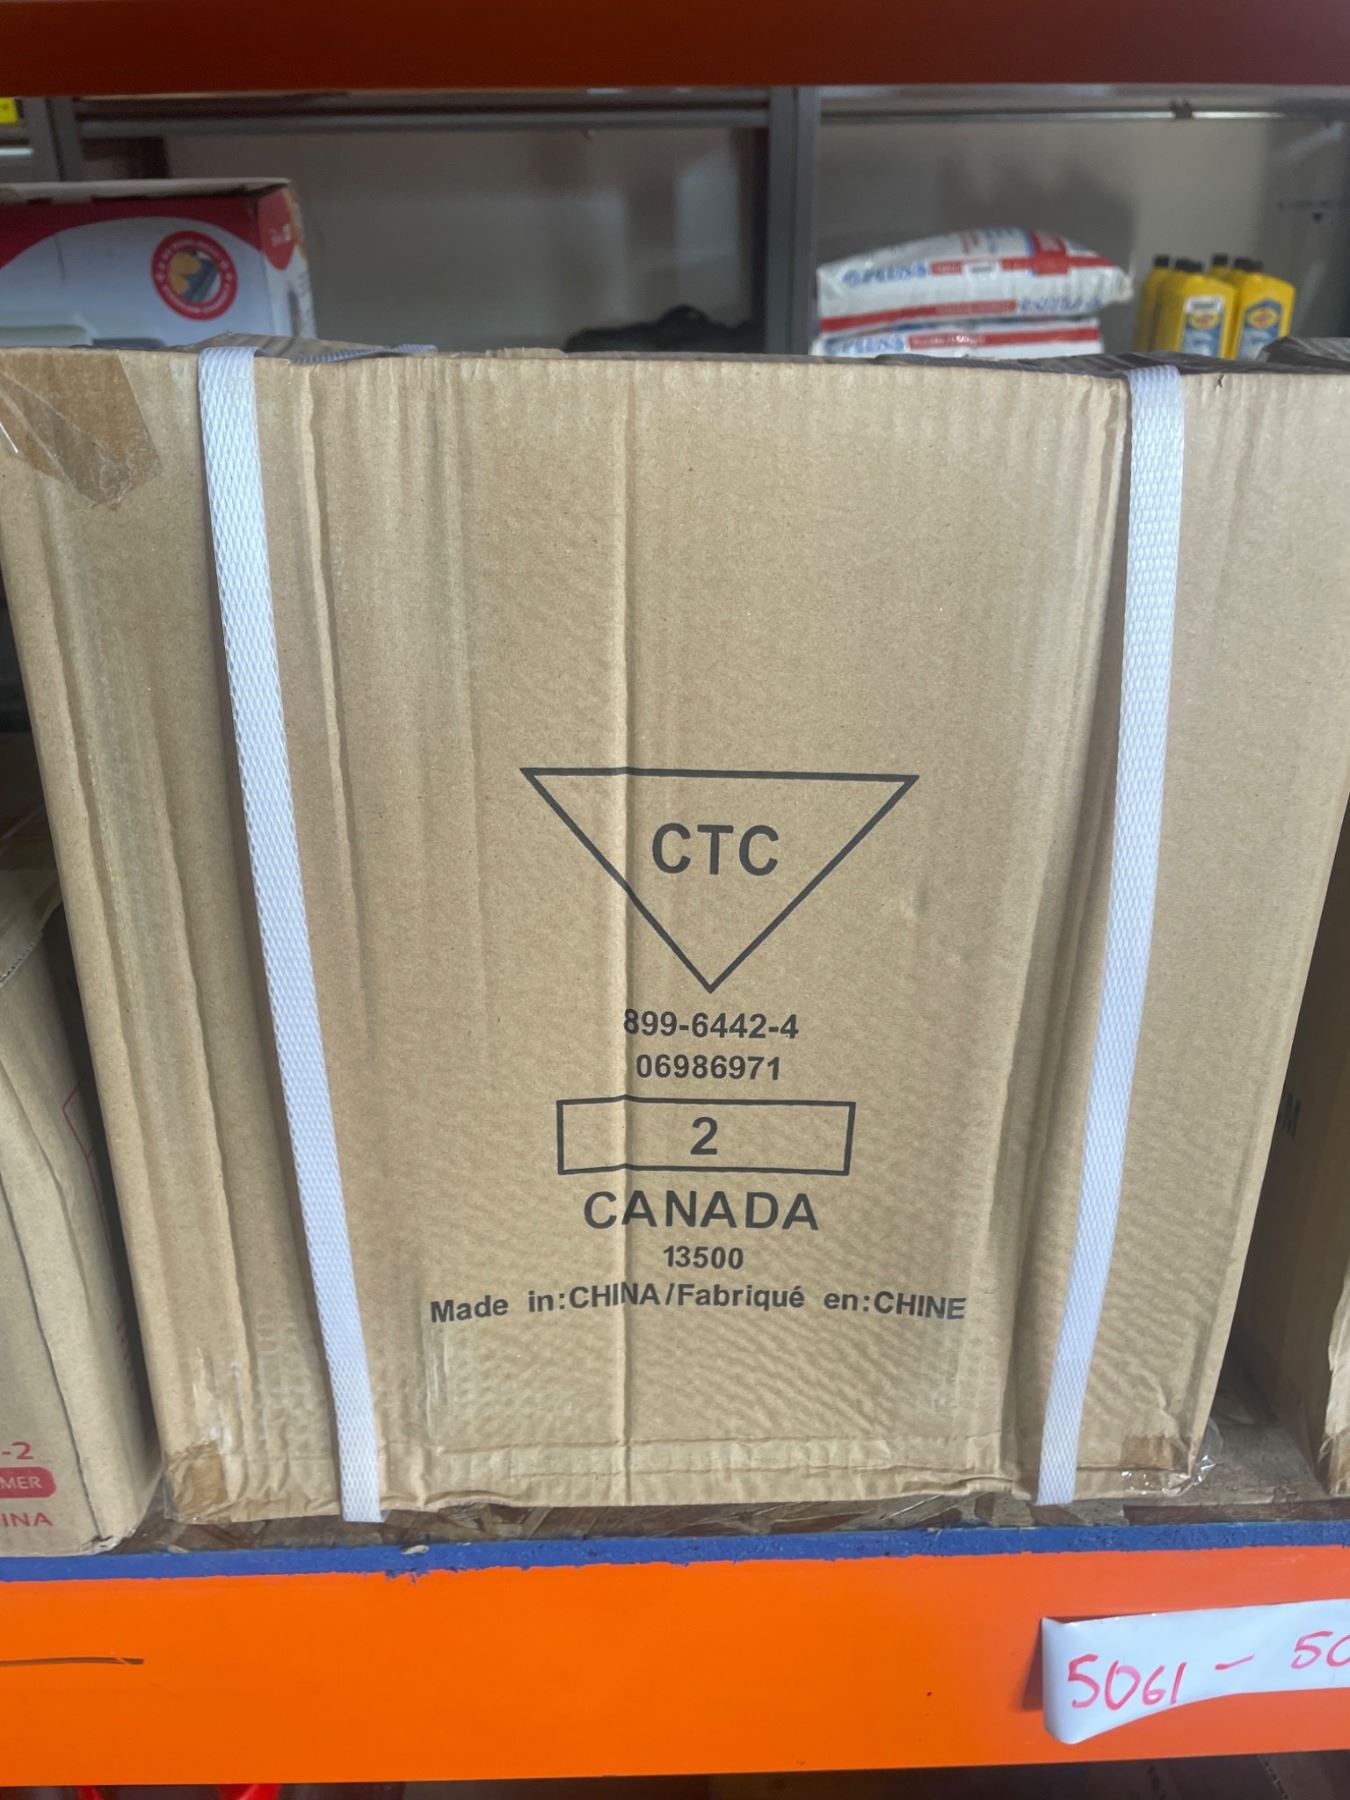 CTC
899-6442-4
06986971
2
CANADA
13500
Made in:CHINA/Fabriqué en:CHINE
-2
MER
INA
5061 - 50